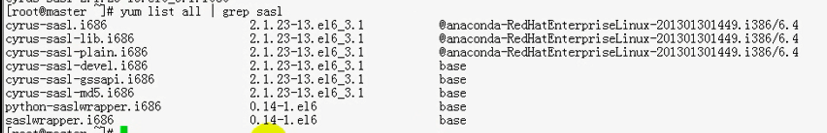 [root@master ~]# yum list all | grep sasl
cyrus-sasl.i686 2.1.23-13.el6_3.1 @anaconda-RedHatEnterpriseLinux-201301301449.i386/6.4
cyrus-sasl-lib.i686 2.1.23-13.el6_3.1 @anaconda-RedHatEnterpriseLinux-201301301449.i386/6.4
cyrus-sasl-plain.i686 2.1.23-13.el6_3.1 @anaconda-RedHatEnterpriseLinux-201301301449.i386/6.4
cyrus-sasl-devel.i686 2.1.23-13.el6_3.1 base
cyrus-sasl-gssapi.i686 2.1.23-13.el6_3.1 base
cyrus-sasl-md5.i686 2.1.23-13.el6_3.1 base
python-saslwrapper.i686 0.14-1.el6 base
saslwrapper.i686 0.14-1.el6 base
[root@master ~]#